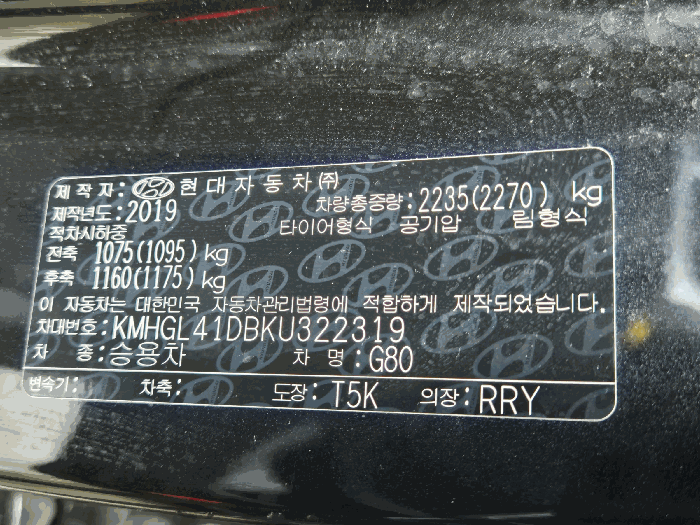 제 작 자: 현대자동차㈜
제작년도:2019 차량총중량:2235(2270) kg
적차시하중 타이어형식 공기압 림형식
전축 1075(1095) kg
후축 1160(1175) kg
이 자동차는 대한민국 자동차관리법령에 적합하게 제작되었습니다.
차대번호:KMHGL41DBKU322319
차 종:승용차 차 명:G80
변속기: 차축: 도장: T5K 의장: RRY